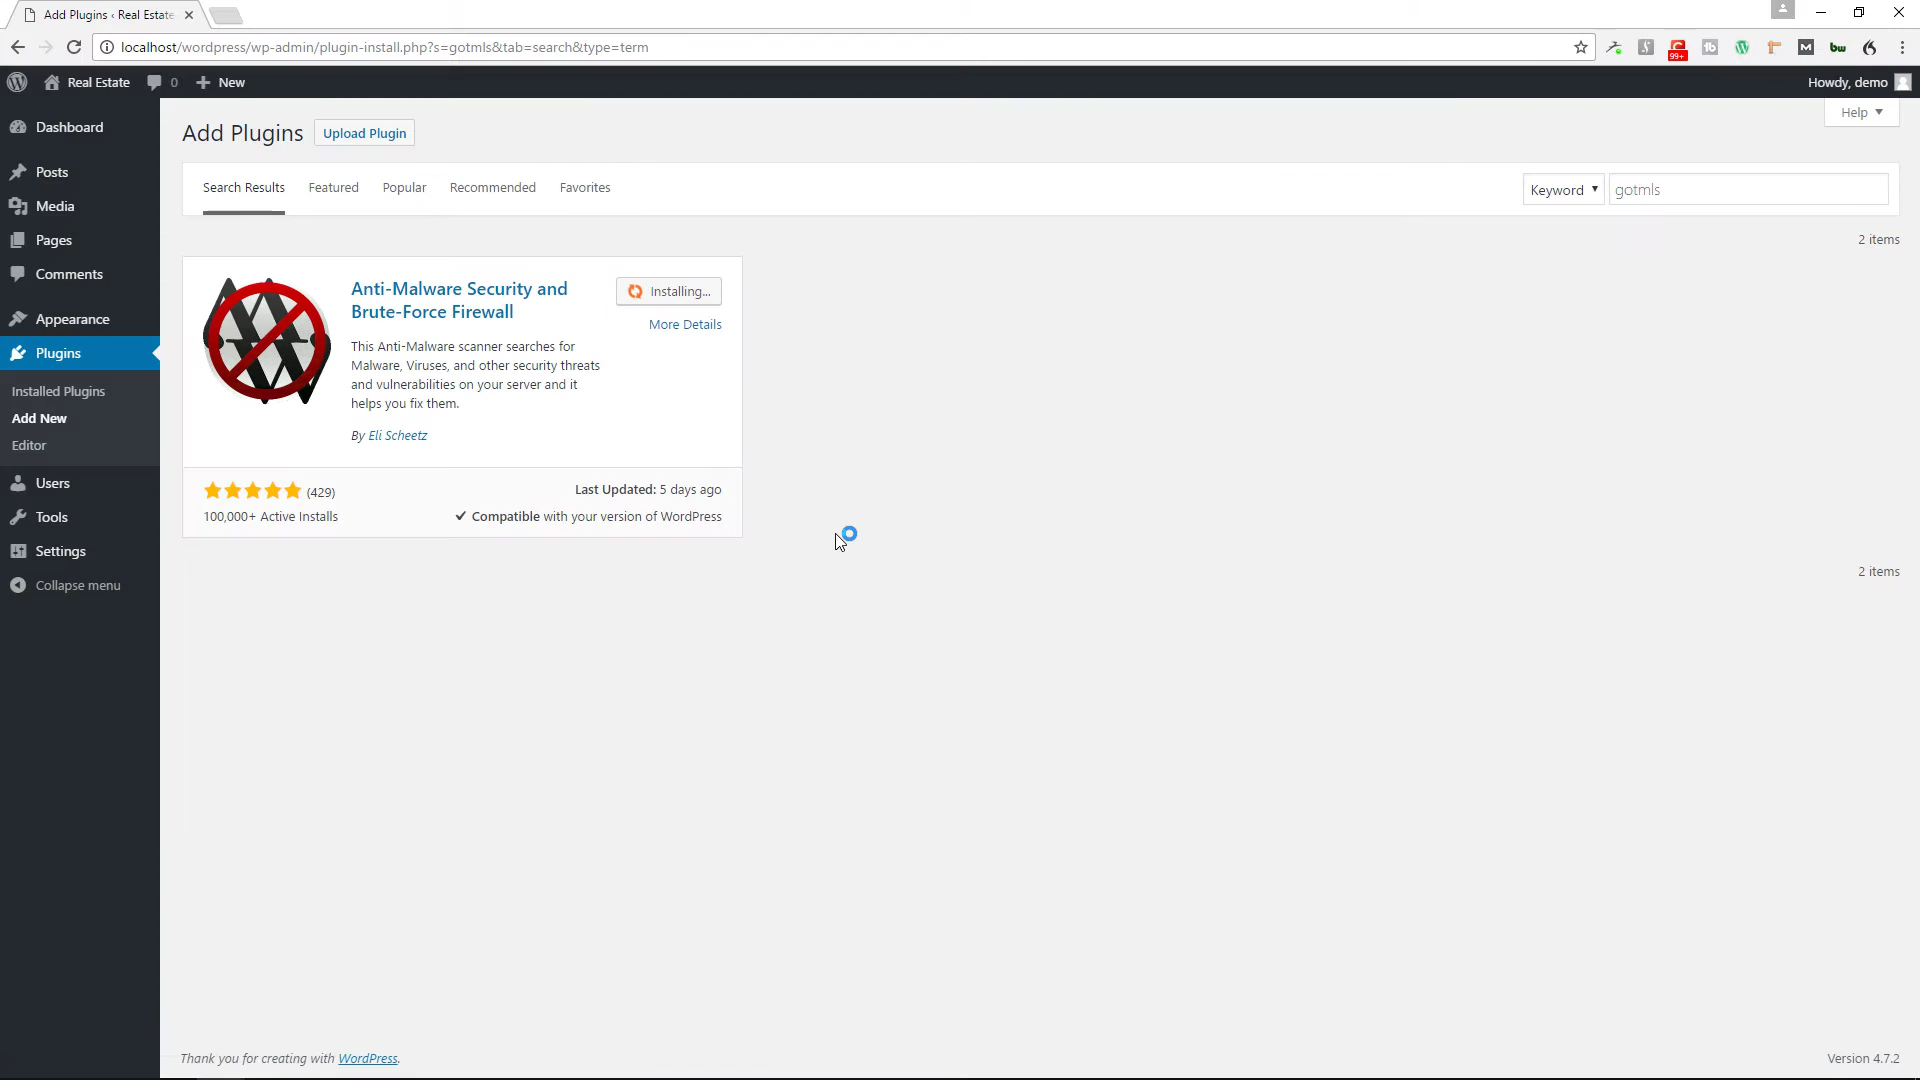 Add Plugins ‹ Real Estate
localhost/wordpress/wp-admin/plugin-install.php?s=gotmls&tab=search&type=term
99+
tb
M
bw
Real Estate
0
New
Howdy, demo
Dashboard
Posts
Media
Pages
Comments
Appearance
Plugins
Installed Plugins
Add New
Editor
Users
Tools
Settings
Collapse menu
Help
Add Plugins
Upload Plugin
Search Results
Featured
Popular
Recommended
Favorites
Keyword
gotmls
2 items
Anti-Malware Security and
Brute-Force Firewall
Installing...
More Details
This Anti-Malware scanner searches for
Malware, Viruses, and other security threats
and vulnerabilities on your server and it
helps you fix them.
By Eli Scheetz
(429)
Last Updated: 5 days ago
100,000+ Active Installs
Compatible with your version of WordPress
2 items
Thank you for creating with WordPress.
Version 4.7.2